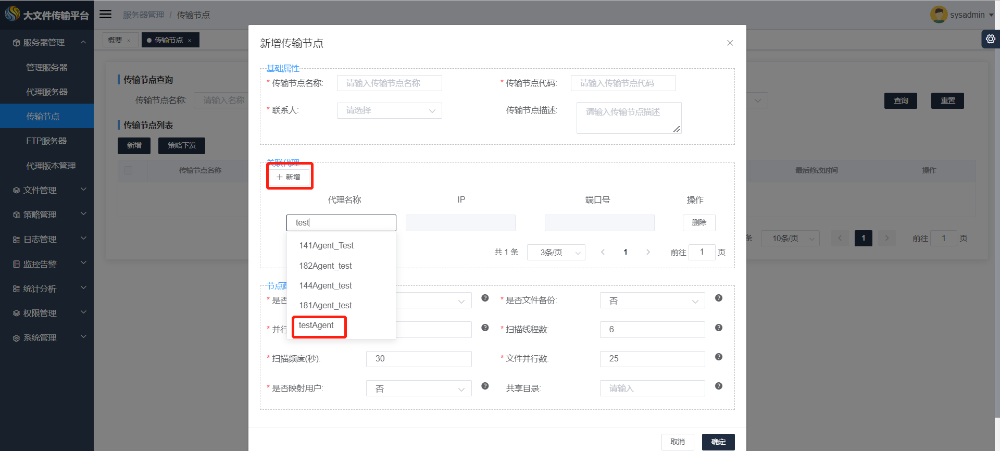 大文件传输平台
服务器管理 / 传输节点
sysadmin
服务器管理
管理服务器
代理服务器
传输节点
FTP服务器
代理版本管理
文件管理
策略管理
日志管理
监控告警
统计分析
权限管理
系统管理
概要 ×
传输节点 ×
传输节点查询
传输节点名称: 请输入名称
查询 重置
传输节点列表
新增 策略下发
传输节点名称 最后修改时间 操作
条 10条/页 1 前往 1 页
新增传输节点
基础属性
* 传输节点名称: 请输入传输节点名称
* 传输节点代码: 请输入传输节点代码
* 联系人: 请选择
传输节点描述: 请输入传输节点描述
关联代理
+ 新增
代理名称 IP 端口号 操作
test 删除
141Agent_Test
182Agent_test
144Agent_test
181Agent_test
testAgent
共 1 条 3条/页 1 前往 1 页
节点
* 是否
* 是否文件备份: 否
* 并行
* 扫描线程数: 6
* 扫描频度(秒): 30
* 文件并行数: 25
* 是否映射用户: 否
共享目录: 请输入
取消 确定